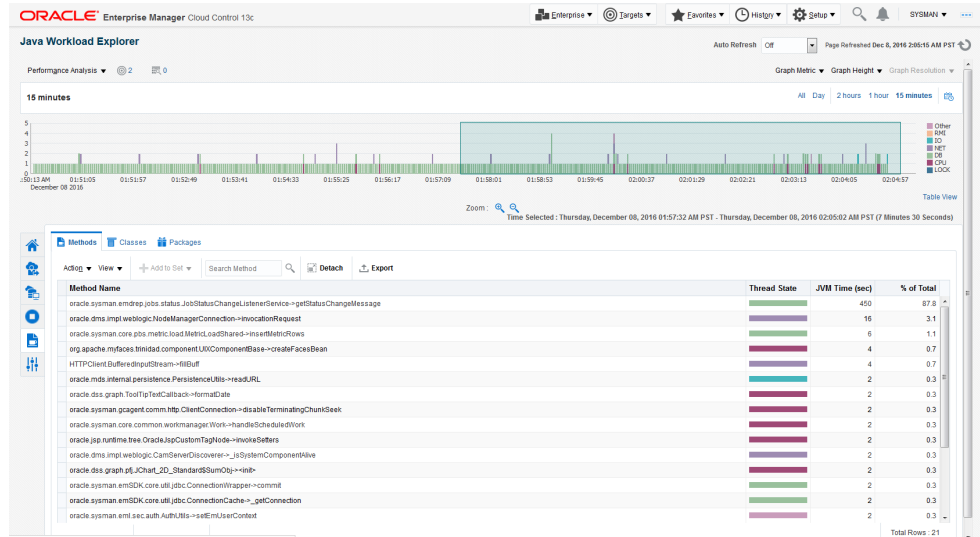 ORACLE Enterprise Manager Cloud Control 13c
Enterprise Targets Favorites History Setup SYSMAN
Java Workload Explorer
Auto Refresh Off Page Refreshed Dec 8, 2016 2:05:15 AM PST
Performance Analysis 2 0
Graph Metric Graph Height Graph Resolution
15 minutes
All Day 2 hours 1 hour 15 minutes
5
4
3
2
1
0
Other
RMI
IO
NET
DB
CPU
LOCK
:50:13 AM 01:51:05 01:51:57 01:52:49 01:53:41 01:54:33 01:55:25 01:56:17 01:57:09 01:58:01 01:58:53 01:59:45 02:00:37 02:01:29 02:02:21 02:03:13 02:04:05 02:04:57
December 08 2016
Table View
Zoom :
Time Selected : Thursday, December 08, 2016 01:57:32 AM PST - Thursday, December 08, 2016 02:05:02 AM PST (7 Minutes 30 Seconds)
Methods Classes Packages
Action View Add to Set Search Method Detach Export
Method Name Thread State JVM Time (sec) % of Total
oracle.sysman.emdrep.jobs.status.JobStatusChangeListenerService->getStatusChangeMessage 450 87.8
oracle.dms.impl.weblogic.NodeManagerConnection->invocationRequest 16 3.1
oracle.sysman.core.pbs.metric.load.MetricLoadShared->insertMetricRows 6 1.1
org.apache.myfaces.trinidad.component.UIXComponentBase->createFacesBean 4 0.7
HTTPClient.BufferedInputStream->fillBuff 4 0.7
oracle.mds.internal.persistence.PersistenceUtils->readURL 2 0.3
oracle.dss.graph.ToolTipTextCallback->formatDate 2 0.3
oracle.sysman.gcagent.comm.http.ClientConnection->disableTerminatingChunkSeek 2 0.3
oracle.sysman.core.common.workmanager.Work->handleScheduledWork 2 0.3
oracle.jsp.runtime.tree.OracleJspCustomTagNode->invokeSetters 2 0.3
oracle.dms.impl.weblogic.CamServerDiscoverer->_isSystemComponentAlive 2 0.3
oracle.dss.graph.pfj.JChart_2D_Standard$SumObj-><init> 2 0.3
oracle.sysman.emSDK.core.util.jdbc.ConnectionWrapper->commit 2 0.3
oracle.sysman.emSDK.core.util.jdbc.ConnectionCache->_getConnection 2 0.3
oracle.sysman.eml.sec.auth.AuthUtils->setEmUserContext 2 0.3
Total Rows : 21